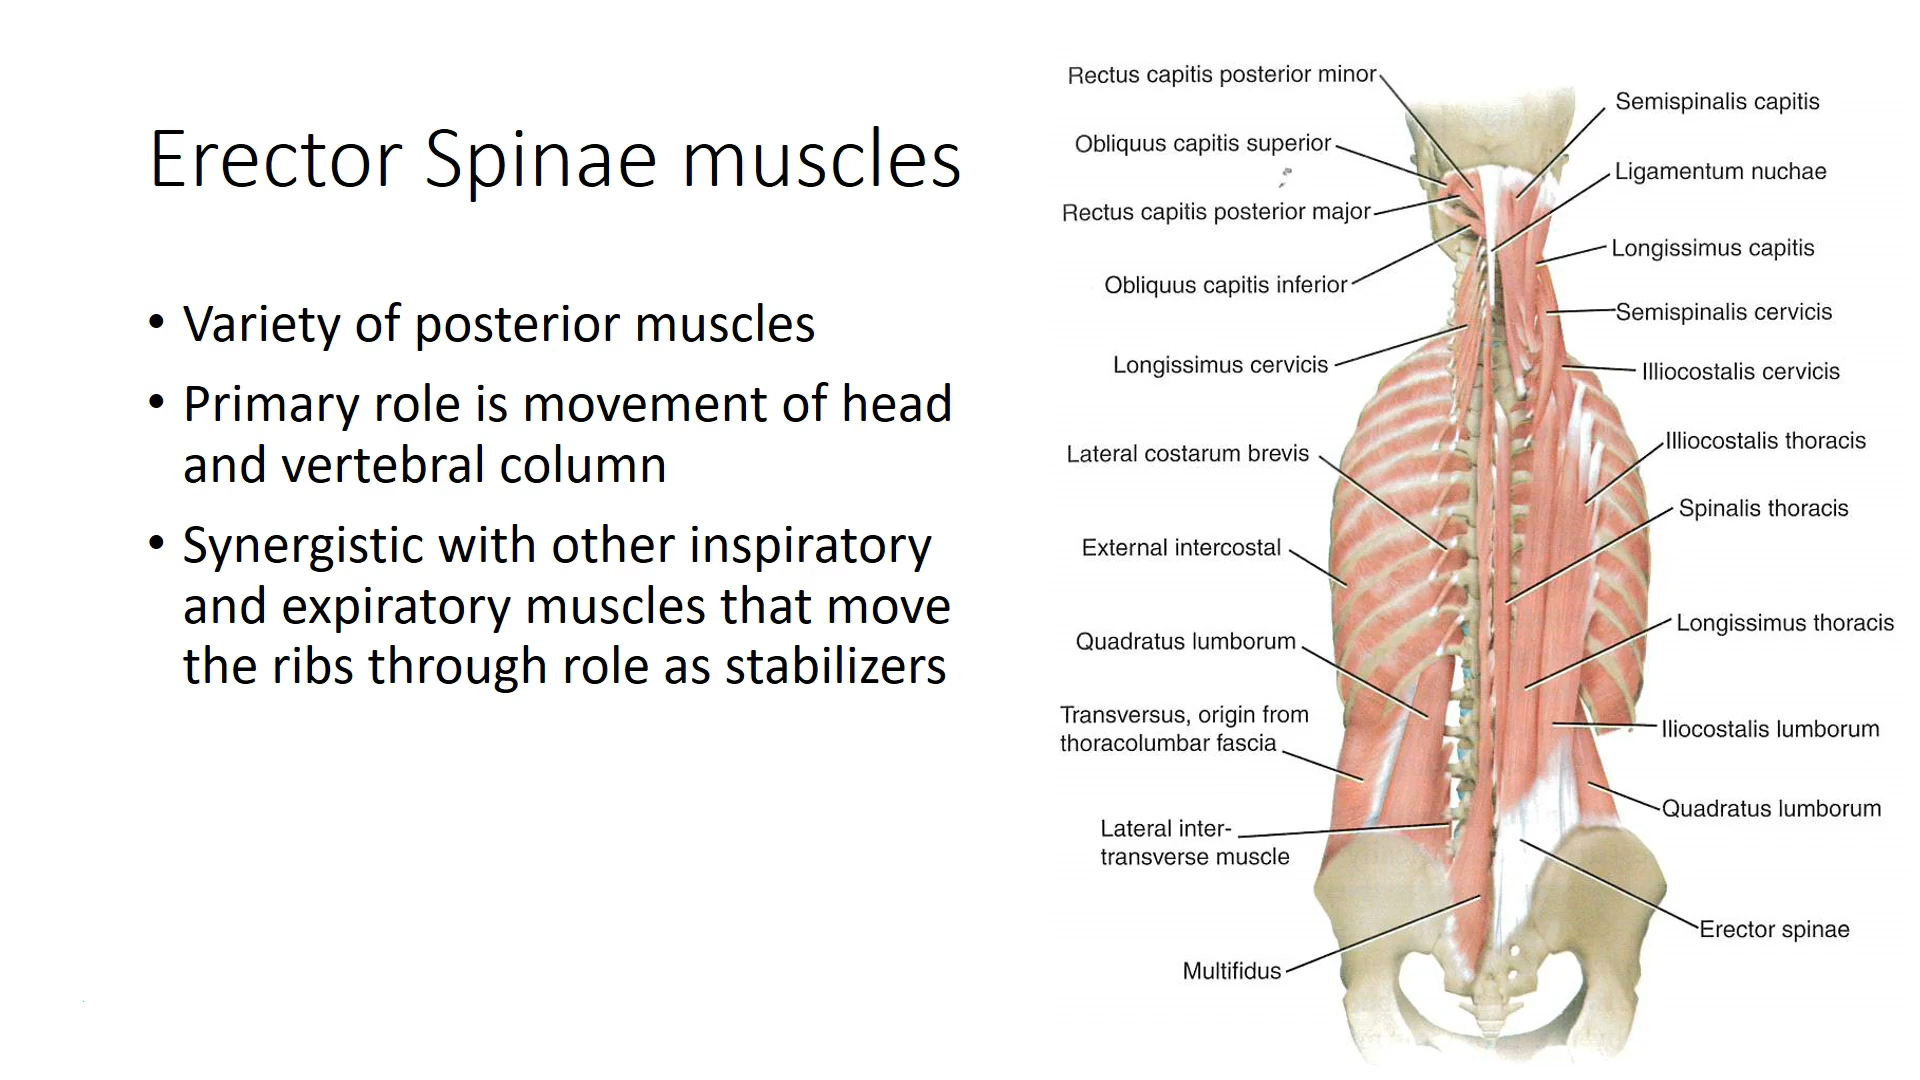 Erector Spinae muscles
• Variety of posterior muscles
• Primary role is movement of head
and vertebral column
• Synergistic with other inspiratory
and expiratory muscles that move
the ribs through role as stabilizers
Rectus capitis posterior minor
Obliquus capitis superior
Rectus capitis posterior major
Obliquus capitis inferior
Longissimus cervicis
Lateral costarum brevis
External intercostal
Quadratus lumborum
Transversus, origin from
thoracolumbar fascia
Lateral inter-
transverse muscle
Multifidus
Semispinalis capitis
Ligamentum nuchae
Longissimus capitis
Semispinalis cervicis
Illiocostalis cervicis
Illiocostalis thoracis
Spinalis thoracis
Longissimus thoracis
Iliocostalis lumborum
Quadratus lumborum
Erector spinae